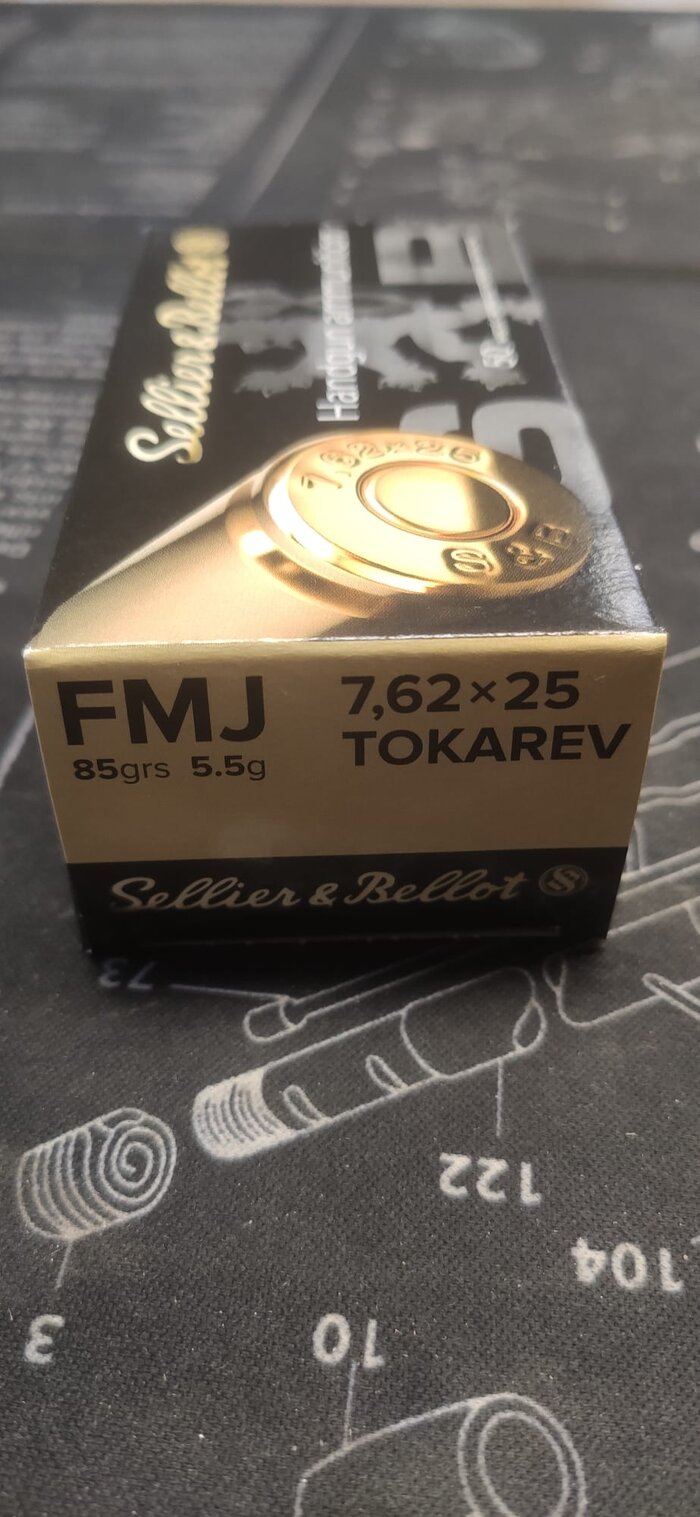 Sellier & Bellot
Handgun ammunition
50
7,62x25
S & B
FMJ
7,62×25
85grs 5.5g
TOKAREV
Sellier & Bellot
73
122
104
3
10